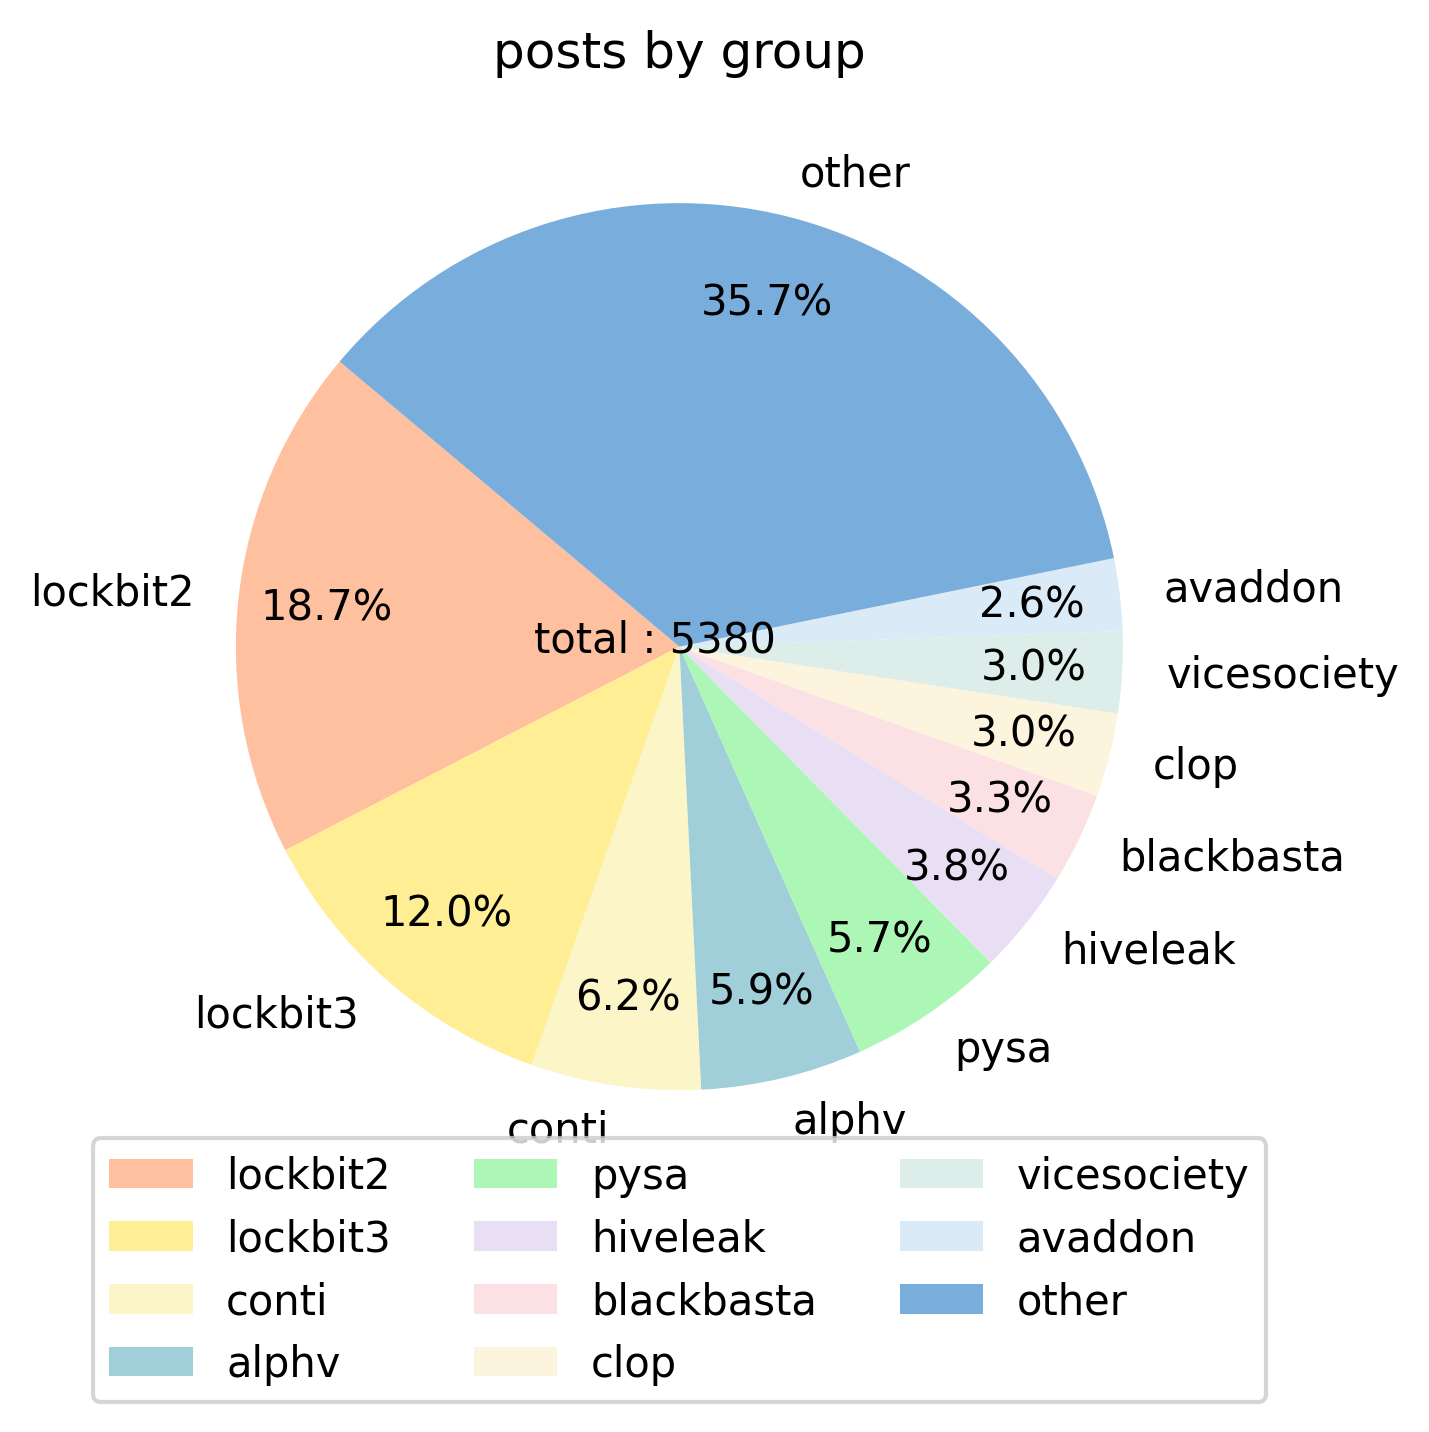 posts by group
other
35.7%
avaddon
2.6%
lockbit2
18.7%
total : 5380
vicesociety
3.0%
clop
3.0%
blackbasta
3.3%
hiveleak
3.8%
pysa
5.7%
alphv
5.9%
conti
6.2%
lockbit3
12.0%
lockbit2
lockbit3
conti
alphv
pysa
hiveleak
blackbasta
clop
vicesociety
avaddon
other